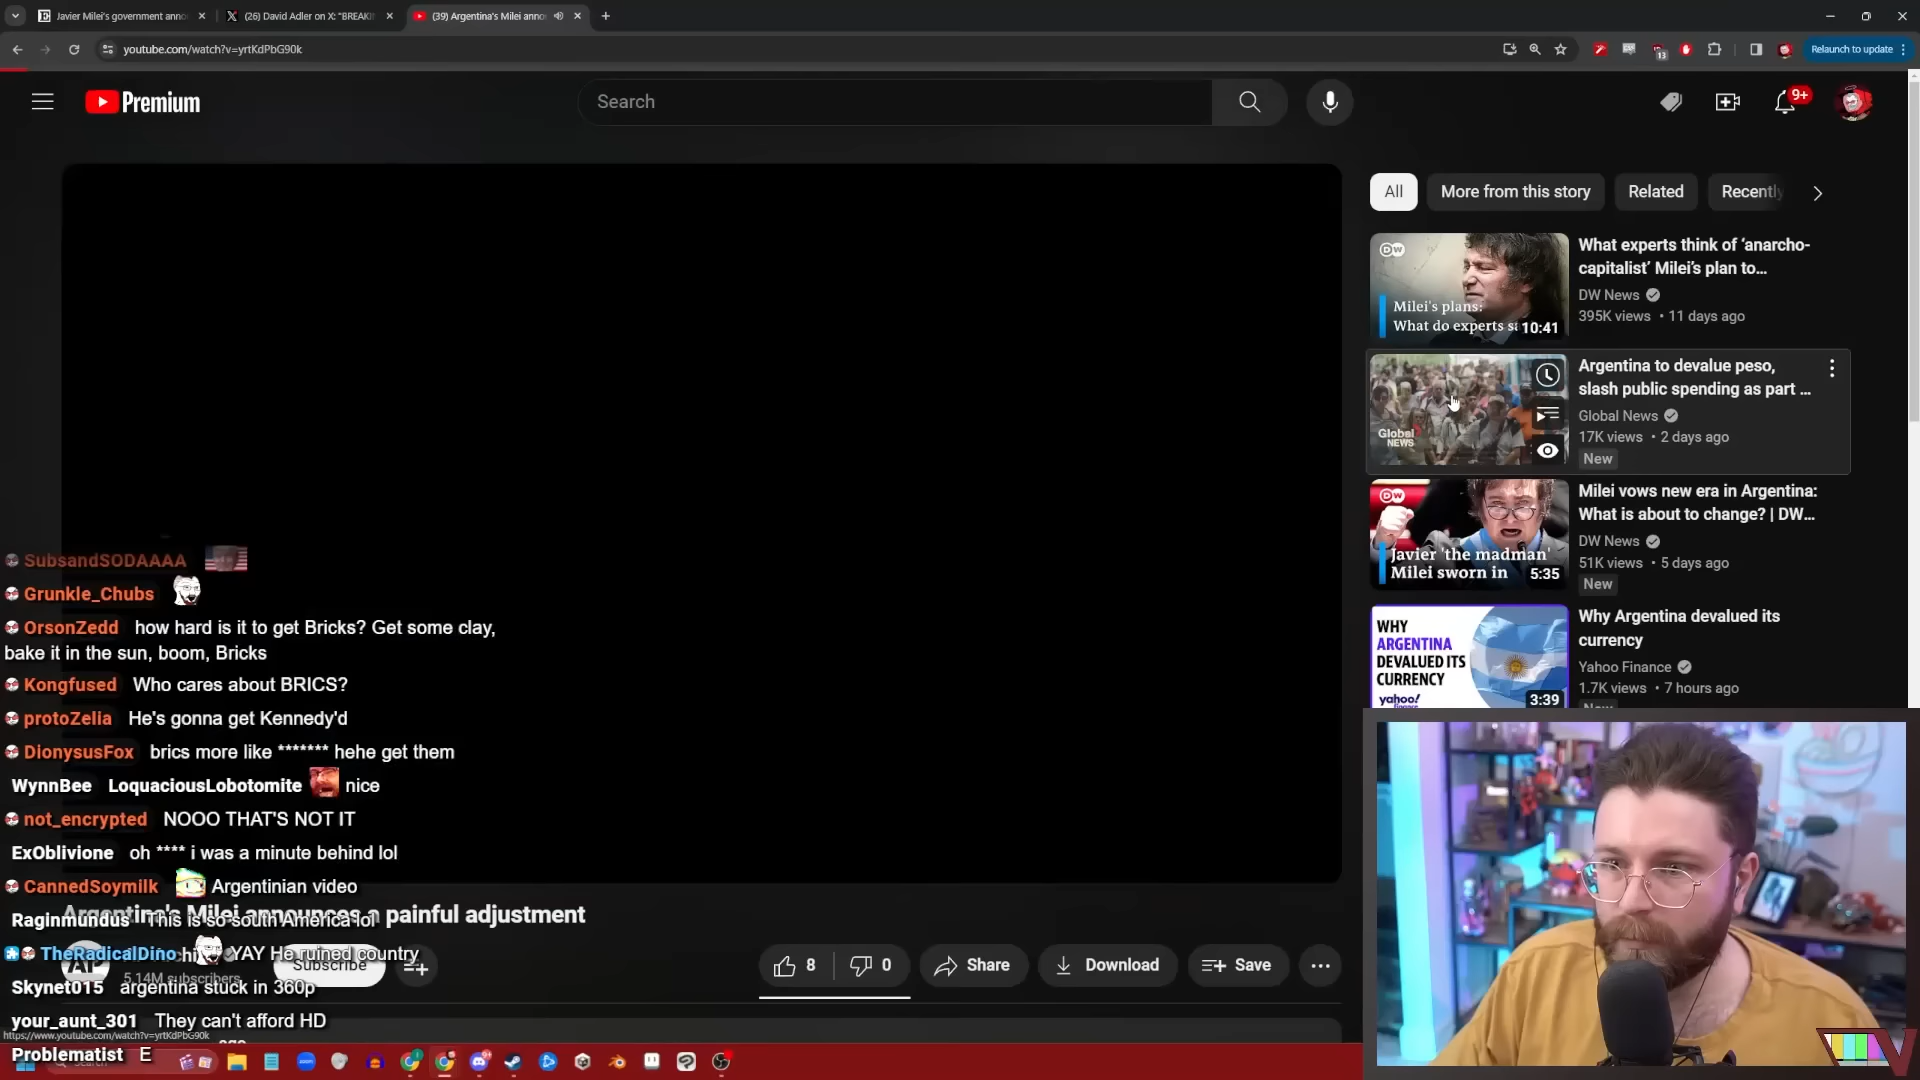 Javier Milei's government anno
(26) David Adler on X: "BREAKI
(39) Argentina's Milei anno
youtube.com/watch?v=yrtKdPbG90k
13
Relaunch to update
Premium
Search
9+
All
More from this story
Related
Recently
DW
Milei's plans:
What do experts sa
10:41
What experts think of ‘anarcho-
capitalist’ Milei’s plan to...
DW News
395K views • 11 days ago
Global
NEWS
Argentina to devalue peso,
slash public spending as part ...
Global News
17K views • 2 days ago
New
DW
Javier 'the madman'
Milei sworn in
5:35
Milei vows new era in Argentina:
What is about to change? | DW...
DW News
51K views • 5 days ago
New
WHY
ARGENTINA
DEVALUED ITS
CURRENCY
yahoo!
finance
3:39
Why Argentina devalued its
currency
Yahoo Finance
1.7K views • 7 hours ago
New
SubsandSODAAAA
Grunkle_Chubs
OrsonZedd how hard is it to get Bricks? Get some clay,
bake it in the sun, boom, Bricks
Kongfused Who cares about BRICS?
protoZelia He's gonna get Kennedy'd
DionysusFox brics more like ******* hehe get them
WynnBee LoquaciousLobotomite nice
not_encrypted NOOO THAT'S NOT IT
ExOblivione oh **** i was a minute behind lol
CannedSoymilk Argentinian video
Argentina's Milei announces a painful adjustment
Raginmundus This is so south America lol
TheRadicalDino hi YAY He ruined country
AP
5.14M subscribers
Subscribe
8
0
Share
Download
Save
Skynet015 argentina stuck in 360p
your_aunt_301 They can't afford HD
https://www.youtube.com/watch?v=yrtKdPbG90k
Problematist E
Search
V